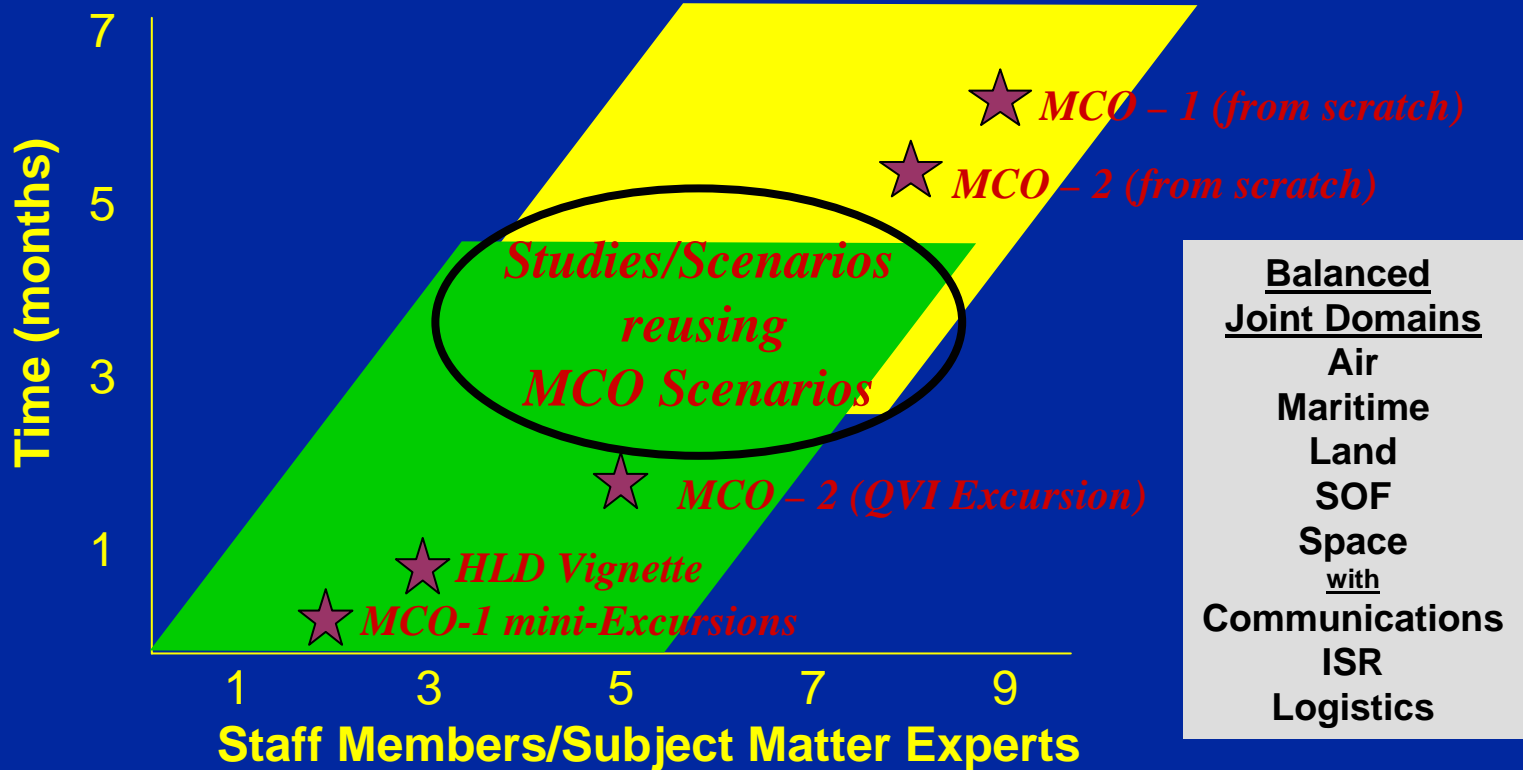 Time (months)
7
5
3
1
MCO – 1 (from scratch)
MCO – 2 (from scratch)
Studies/Scenarios
reusing
MCO Scenarios
MCO – 2 (QVI Excursion)
HLD Vignette
MCO-1 mini-Excursions
1 3 5 7 9
Staff Members/Subject Matter Experts
Balanced
Joint Domains
Air
Maritime
Land
SOF
Space
with
Communications
ISR
Logistics